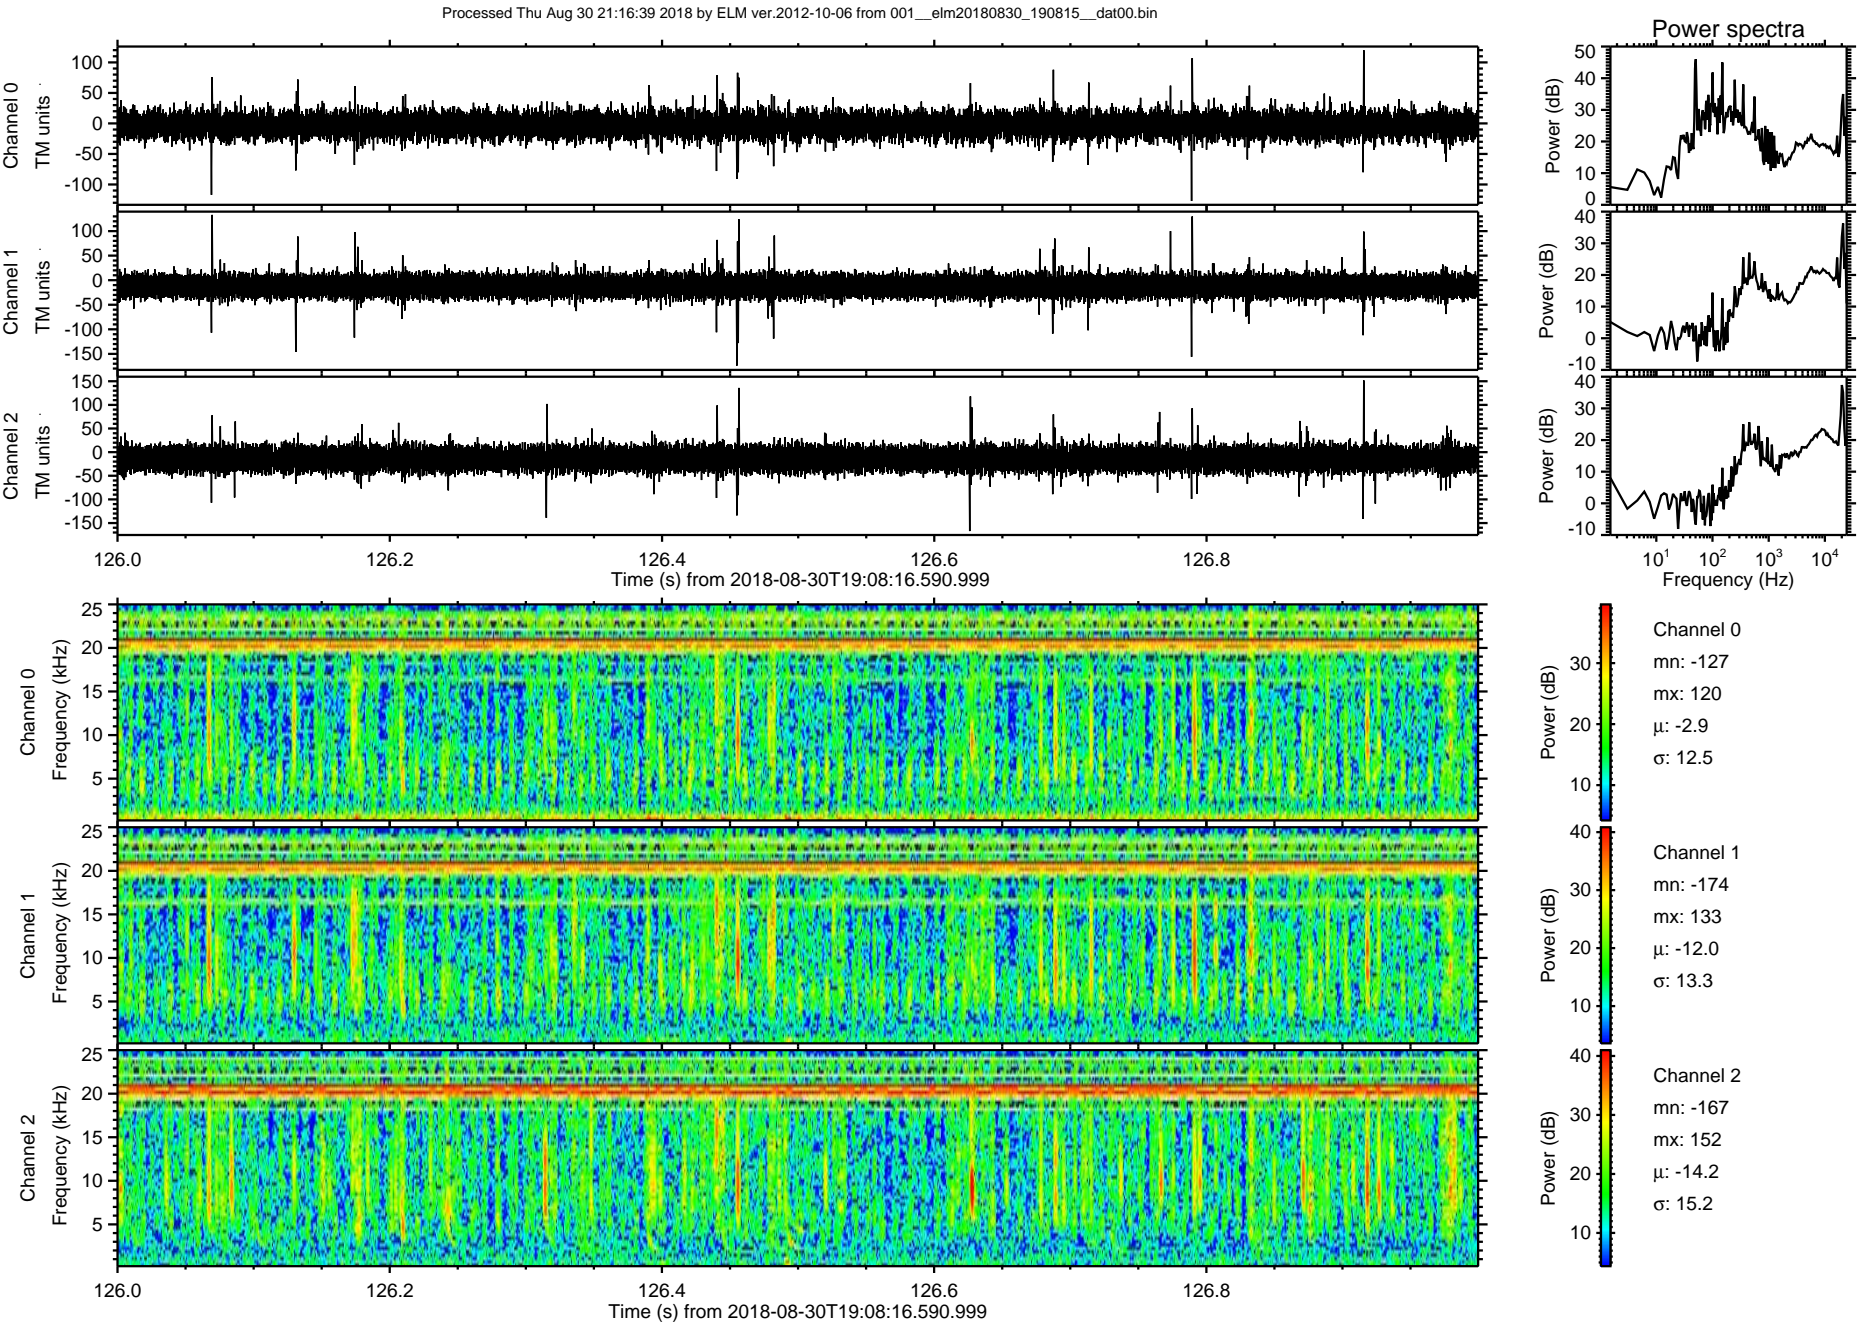 Processed Thu Aug 30 21:16:39 2018 by ELM ver.2012-10-06 from 001__elm20180830_190815__dat00.bin
Power spectra
Channel 0
TM units
100
50
0
-50
-100
Power (dB)
50
40
30
20
10
0
Channel 1
TM units
100
50
0
-50
-100
-150
Power (dB)
40
30
20
10
0
-10
Channel 2
TM units
150
100
50
0
-50
-100
-150
Power (dB)
40
30
20
10
0
-10
126.0 126.2 126.4 126.6 126.8
Time (s) from 2018-08-30T19:08:16.590.999
10^1 10^2 10^3 10^4
Frequency (Hz)
Channel 0
Frequency (kHz)
25
20
15
10
5
Power (dB)
30
20
10
Channel 0
mn: -127
mx: 120
μ: -2.9
σ: 12.5
Channel 1
Frequency (kHz)
25
20
15
10
5
Power (dB)
40
30
20
10
Channel 1
mn: -174
mx: 133
μ: -12.0
σ: 13.3
Channel 2
Frequency (kHz)
25
20
15
10
5
Power (dB)
40
30
20
10
Channel 2
mn: -167
mx: 152
μ: -14.2
σ: 15.2
126.0 126.2 126.4 126.6 126.8
Time (s) from 2018-08-30T19:08:16.590.999